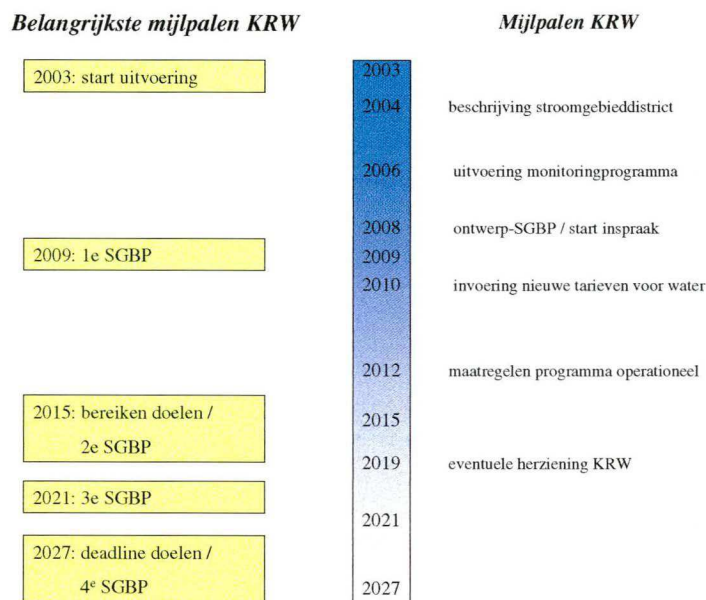 Belangrijkste mijlpalen KRW
2003: start uitvoering
2009: 1e SGBP
2015: bereiken doelen /
2e SGBP
2021: 3e SGBP
2027: deadline doelen /
4e SGBP
Mijlpalen KRW
2003
2004 beschrijving stroomgebieddistrict
2006 uitvoering monitoringprogramma
2008 ontwerp-SGBP / start inspraak
2009
2010 invoering nieuwe tarieven voor water
2012 maatregelen programma operationeel
2015
2019 eventuele herziening KRW
2021
2027